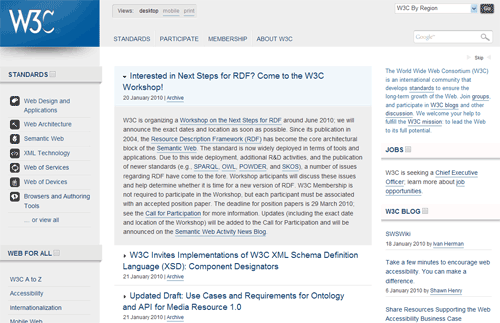 W3C
Views: desktop mobile print
W3C By Region
Go
STANDARDS PARTICIPATE MEMBERSHIP ABOUT W3C
Google
Skip
STANDARDS
Web Design and
Applications
Web Architecture
Semantic Web
XML Technology
Web of Services
Web of Devices
Browsers and Authoring
Tools
... or view all
WEB FOR ALL
W3C A to Z
Accessibility
Internationalization
Mobile Web
Interested in Next Steps for RDF? Come to the W3C
Workshop!
20 January 2010 | Archive
W3C is organizing a Workshop on the Next Steps for RDF around June 2010; we will
announce the exact dates and location as soon as possible. Since its publication in
2004, the Resource Description Framework (RDF) has become the core architectural
block of the Semantic Web. The standard is now widely deployed in terms of tools and
applications. Due to this wide deployment, additional R&D activities, and the publication
of newer standards (e.g., SPARQL, OWL, POWDER, and SKOS), a number of issues
regarding RDF have come to the fore. Workshop participants will discuss these issues
and help determine whether it is time for a new version of RDF. W3C Membership is
not required to participate in the Workshop, but each participant must be associated
with an accepted position paper. The deadline for position papers is 29 March 2010;
see the Call for Participation for more information. Updates (including the exact date
and location of the Workshop) will be added to the Call for Participation and will be
announced on the Semantic Web Activity News Blog.
W3C Invites Implementations of W3C XML Schema Definition
Language (XSD): Component Designators
21 January 2010 | Archive
Updated Draft: Use Cases and Requirements for Ontology
and API for Media Resource 1.0
21 January 2010 | Archive
The World Wide Web Consortium (W3C)
is an international community that
develops standards to ensure the
long-term growth of the Web. Join groups,
and participate in W3C blogs and other
discussion. We welcome your help to
fulfill the W3C mission: to lead the Web
to its full potential.
JOBS
W3C is seeking a Chief Executive
Officer; learn more about job
opportunities.
W3C BLOG
SWSWiki
18 January 2010 by Ivan Herman
Take a few minutes to encourage web
accessibility. You can make a
difference.
6 January 2010 by Shawn Henry
Share Resources Supporting the Web
Accessibility Business Case